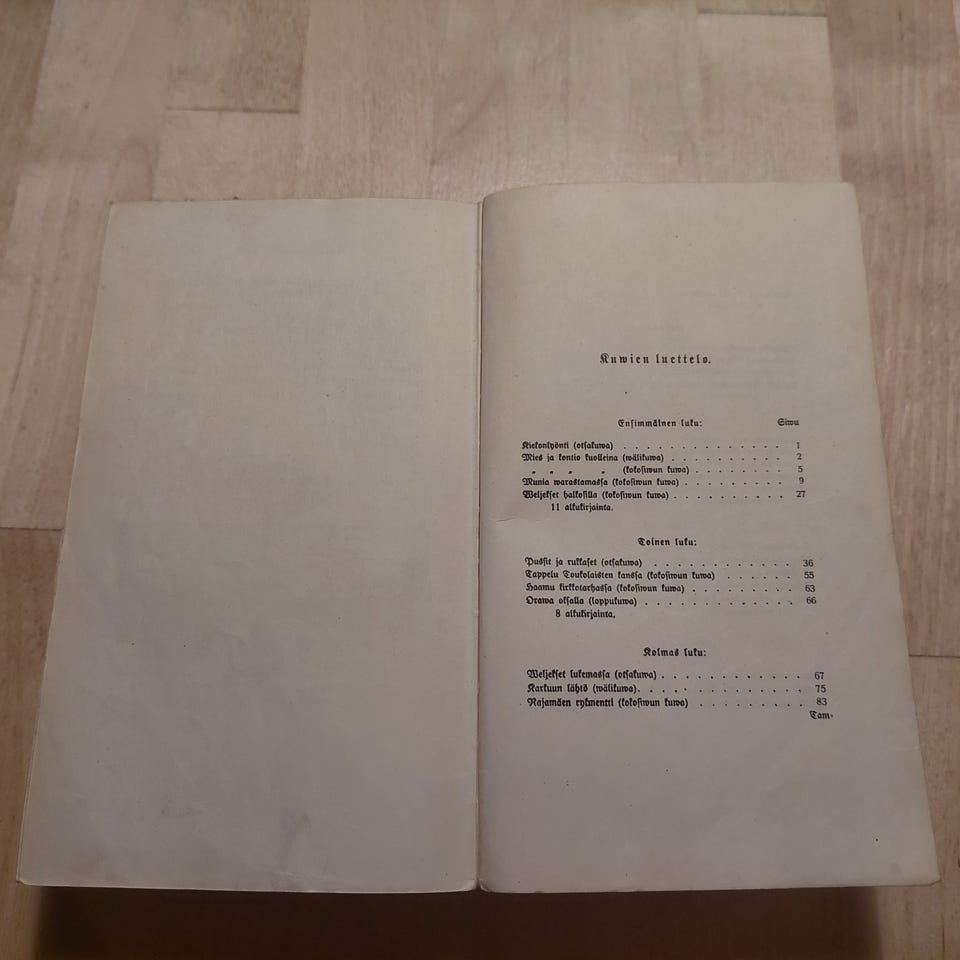 Kuwien luettelo.
Ensimmäinen luku: Siwu
Kiekonlyönti (otsakuwa) . . . . . . . . . . . . . . 1
Mies ja kontio kuolleina (wälikuwa) . . . . . . . . . . 2
„ „ „ „ (kokosiwun kuwa) . . . . . . . . 5
Munia warastamassa (kokosiwun kuwa) . . . . . . . . . 9
Weljekset halkosilla (kokosiwun kuwa) . . . . . . . . . . 27
11 alkukirjainta.
Toinen luku:
Pussit ja rukkaset (otsakuwa) . . . . . . . . . . . . 36
Tappelu Toukolaisten kanssa (kokosiwun kuwa) . . . . . . 55
Haamu kirkkotarhassa (kokosiwun kuwa) . . . . . . . . . 63
Orawa oksalla (loppukuwa) . . . . . . . . . . . . 66
8 alkukirjainta.
Kolmas luku:
Weljekset lukemassa (otsakuwa) . . . . . . . . . . . 67
Karkuun lähtö (wälikuwa). . . . . . . . . . . . . 75
Rajamäen rykmentti (kokosiwun kuwa) . . . . . . . . . 83
Tam-